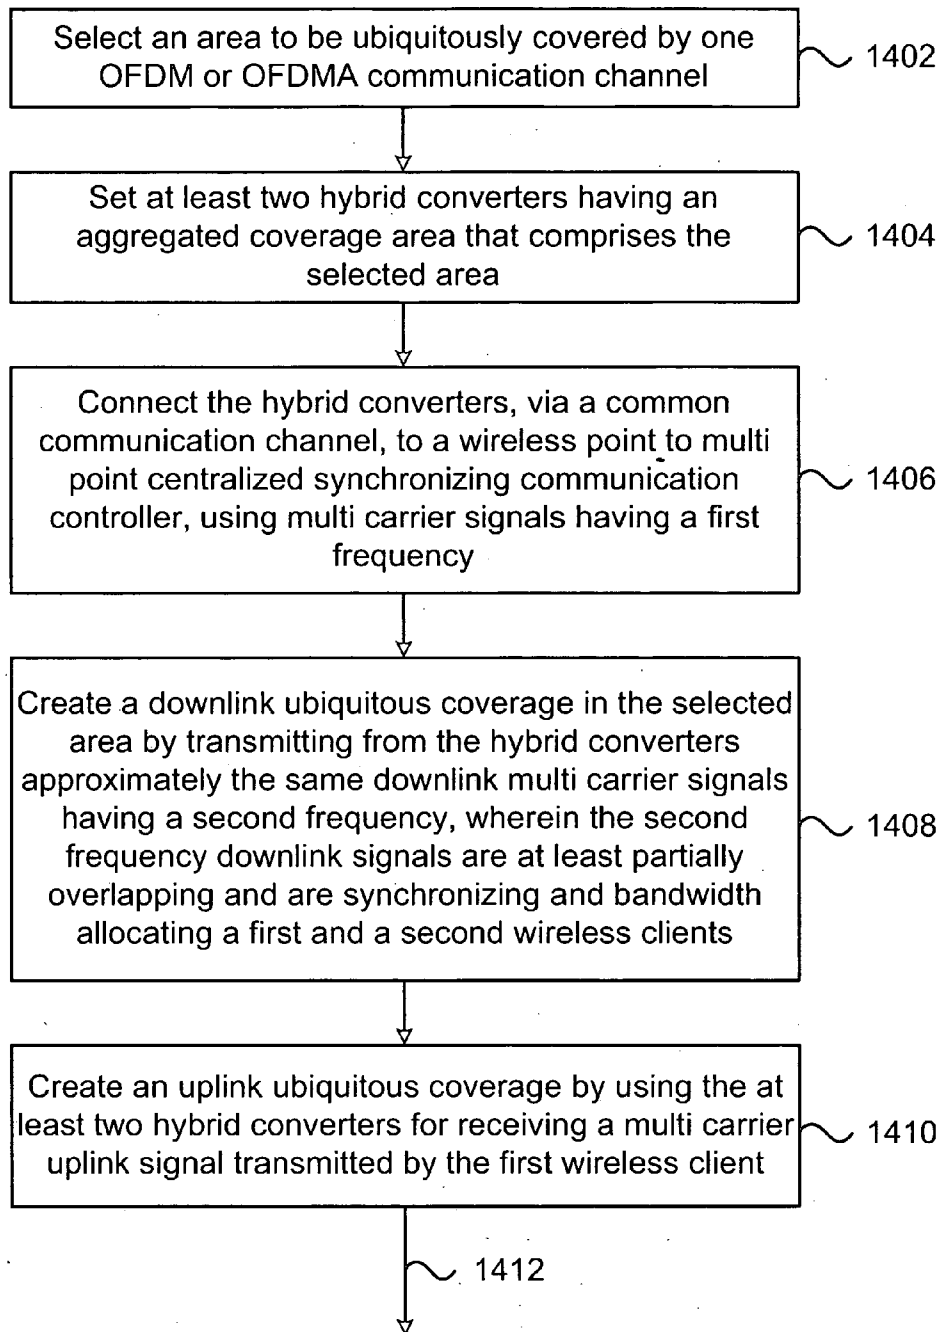 Select an area to be ubiquitously covered by one
OFDM or OFDMA communication channel
1402
Set at least two hybrid converters having an
aggregated coverage area that comprises the
selected area
1404
Connect the hybrid converters, via a common
communication channel, to a wireless point to multi
point centralized synchronizing communication
controller, using multi carrier signals having a first
frequency
1406
Create a downlink ubiquitous coverage in the selected
area by transmitting from the hybrid converters
approximately the same downlink multi carrier signals
having a second frequency, wherein the second
frequency downlink signals are at least partially
overlapping and are synchronizing and bandwidth
allocating a first and a second wireless clients
1408
Create an uplink ubiquitous coverage by using the at
least two hybrid converters for receiving a multi carrier
uplink signal transmitted by the first wireless client
1410
1412